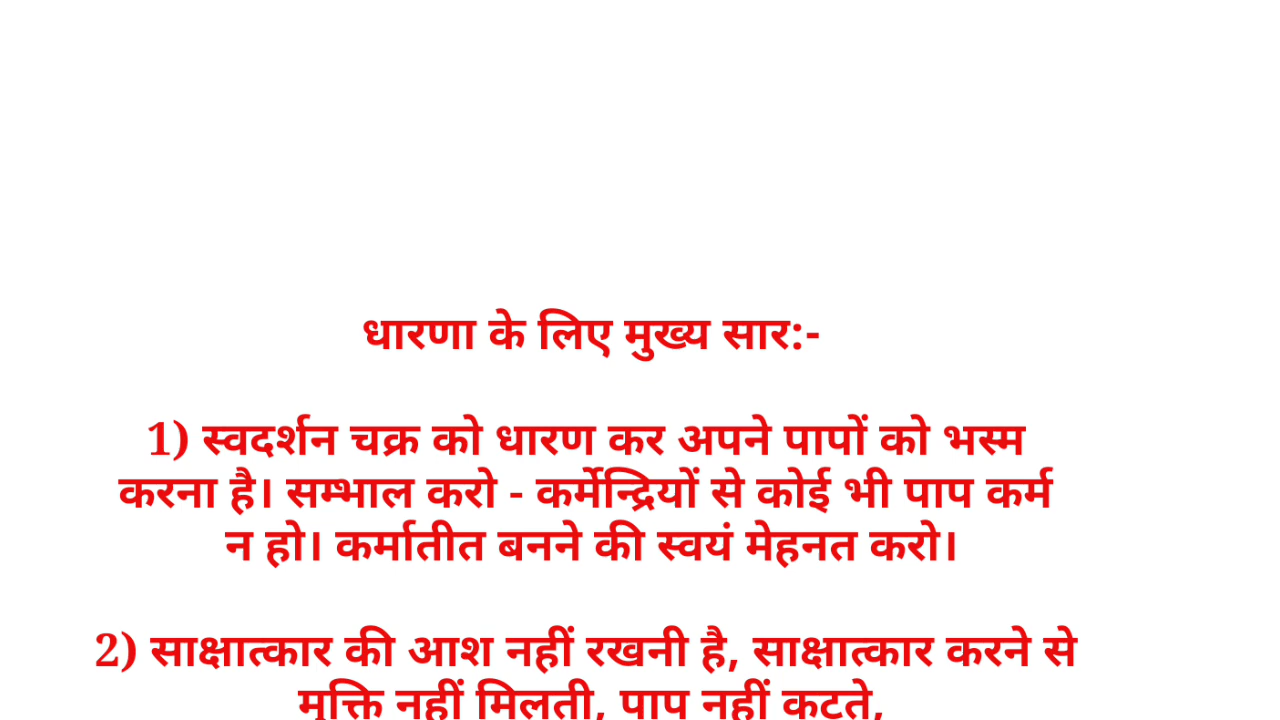 धारणा के लिए मुख्य सार:-
1) स्वदर्शन चक्र को धारण कर अपने पापों को भस्म
करना है। सम्भाल करो - कर्मेन्द्रियों से कोई भी पाप कर्म
न हो। कर्मातीत बनने की स्वयं मेहनत करो।
2) साक्षात्कार की आश नहीं रखनी है, साक्षात्कार करने से
मुक्ति नहीं मिलती, पाप नहीं कटते,